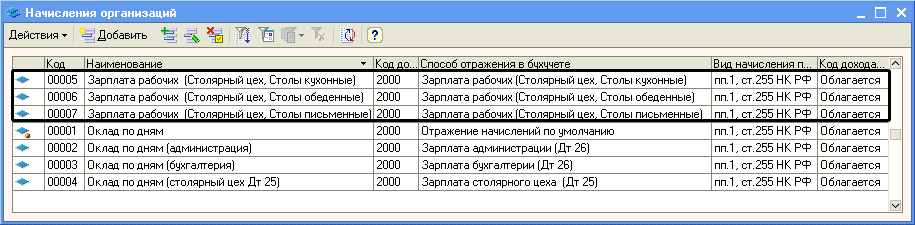 Начисления организаций
Действия Добавить ?
Код Наименование Код до... Способ отражения в бухучете Вид начисления п... Код дохода...
00005 Зарплата рабочих (Столярный цех, Столы кухонные) 2000 Зарплата рабочих (Столярный цех, Столы кухонные) пп.1, ст.255 НК РФ Облагается
00006 Зарплата рабочих (Столярный цех, Столы обеденные) 2000 Зарплата рабочих (Столярный цех, Столы обеденные) пп.1, ст.255 НК РФ Облагается
00007 Зарплата рабочих (Столярный цех, Столы письменные) 2000 Зарплата рабочих (Столярный цех, Столы письменные) пп.1, ст.255 НК РФ Облагается
00001 Оклад по дням 2000 Отражение начислений по умолчанию пп.1, ст.255 НК РФ Облагается
00002 Оклад по дням (администрация) 2000 Зарплата администрации (Дт 26) пп.1, ст.255 НК РФ Облагается
00003 Оклад по дням (бухгалтерия) 2000 Зарплата бухгалтерии (Дт 26) пп.1, ст.255 НК РФ Облагается
00004 Оклад по дням (столярный цех Дт 25) 2000 Зарплата столярного цеха (Дт 25) пп.1, ст.255 НК РФ Облагается